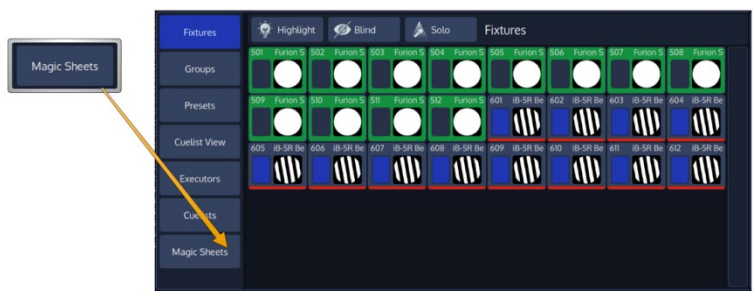 Magic Sheets
Fixtures
Groups
Presets
Cuelist View
Executors
Cuelists
Magic Sheets
Highlight Blind Solo Fixtures
501 Furion S 502 Furion S 503 Furion S 504 Furion S 505 Furion S 506 Furion S 507 Furion S 508 Furion S
509 Furion S 510 Furion S 511 Furion S 512 Furion S 601 iB-5R Be 602 iB-5R Be 603 iB-5R Be 604 iB-5R Be
605 iB-5R Be 606 iB-5R Be 607 iB-5R Be 608 iB-5R Be 609 iB-5R Be 610 iB-5R Be 611 iB-5R Be 612 iB-5R Be